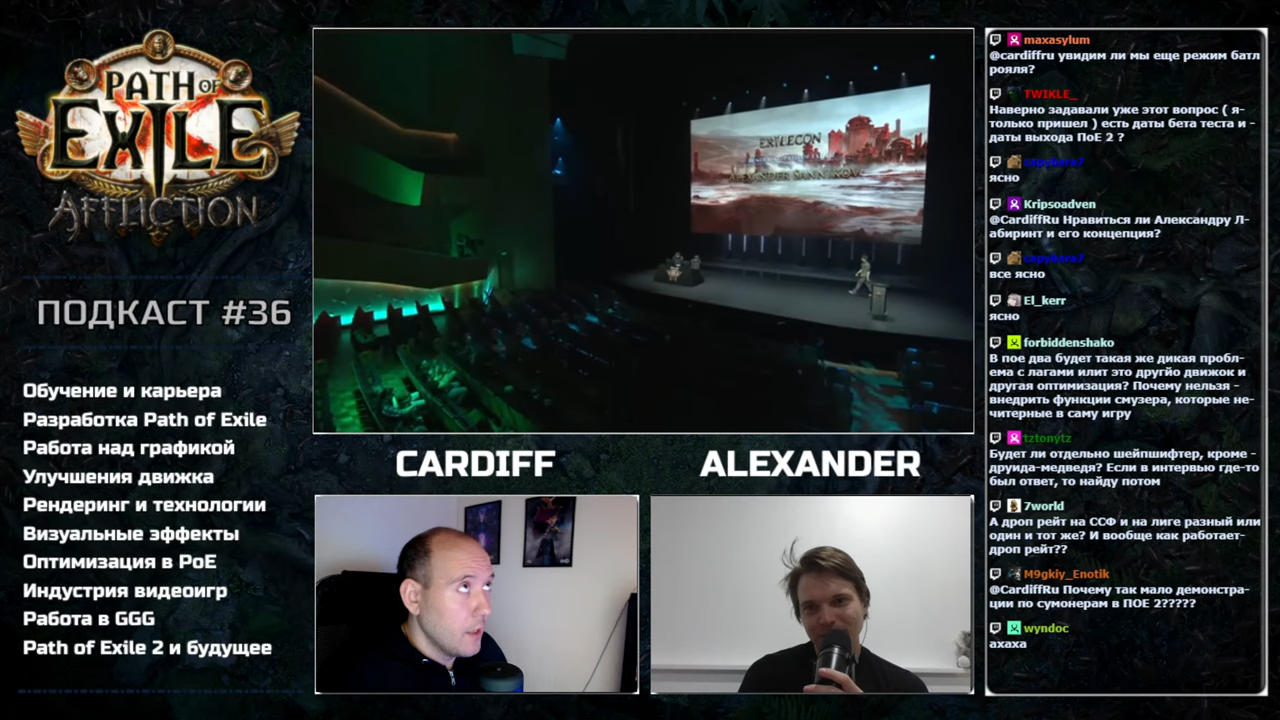 PATH OF
EXILE
AFFLICTION
ПОДКАСТ #36
Обучение и карьера
Разработка Path of Exile
Работа над графикой
Улучшения движка
Рендеринг и технологии
Визуальные эффекты
Оптимизация в PoE
Индустрия видеоигр
Работа в GGG
Path of Exile 2 и будущее
EXILECON
ALEXANDER SANNIKOV
CARDIFF
ALEXANDER
maxasylum
@cardiffru увидим ли мы еще режим батл
рояля?
TWIKLE_
Наверно задавали уже этот вопрос ( я-
только пришел ) есть даты бета теста и -
даты выхода ПоЕ 2 ?
capybara7
ясно
Kripsoadven
@CardiffRu Нравиться ли Александру Л-
абиринт и его концепция?
capybara7
все ясно
El_kerr
ясно
forbiddenshako
В пое два будет такая же дикая пробл-
ема с лагами илит это другйо движок и
другая оптимизация? Почему нельзя -
внедрить функции смузера, которые не-
читерные в саму игру
tztonytz
Будет ли отдельно шейпшифтер, кроме -
друида-медведя? Если в интервью где-то
был ответ, то найду потом
7world
А дроп рейт на ССФ и на лиге разный или
один и тот же? И вообще как работает-
дроп рейт??
M9gkiy_Enotik
@CardiffRu Почему так мало демонстра-
ции по сумонерам в ПОЕ 2?????
wyndoc
ахаха